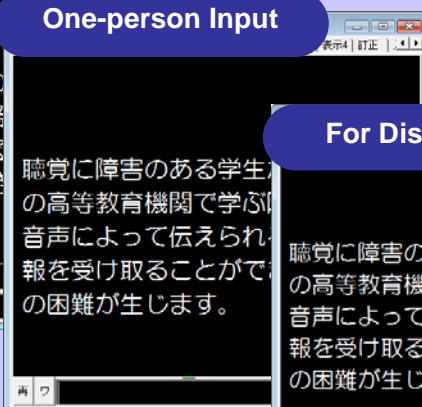 One-person Input
表示4 訂正
聴覚に障害のある学生
の高等教育機関で学ぶ
音声によって伝えられ
報を受け取ることがで
の困難が生じます。
再 ワ
For Dis
聴覚に障害の
の高等教育機
音声によって
報を受け取る
の困難が生じ